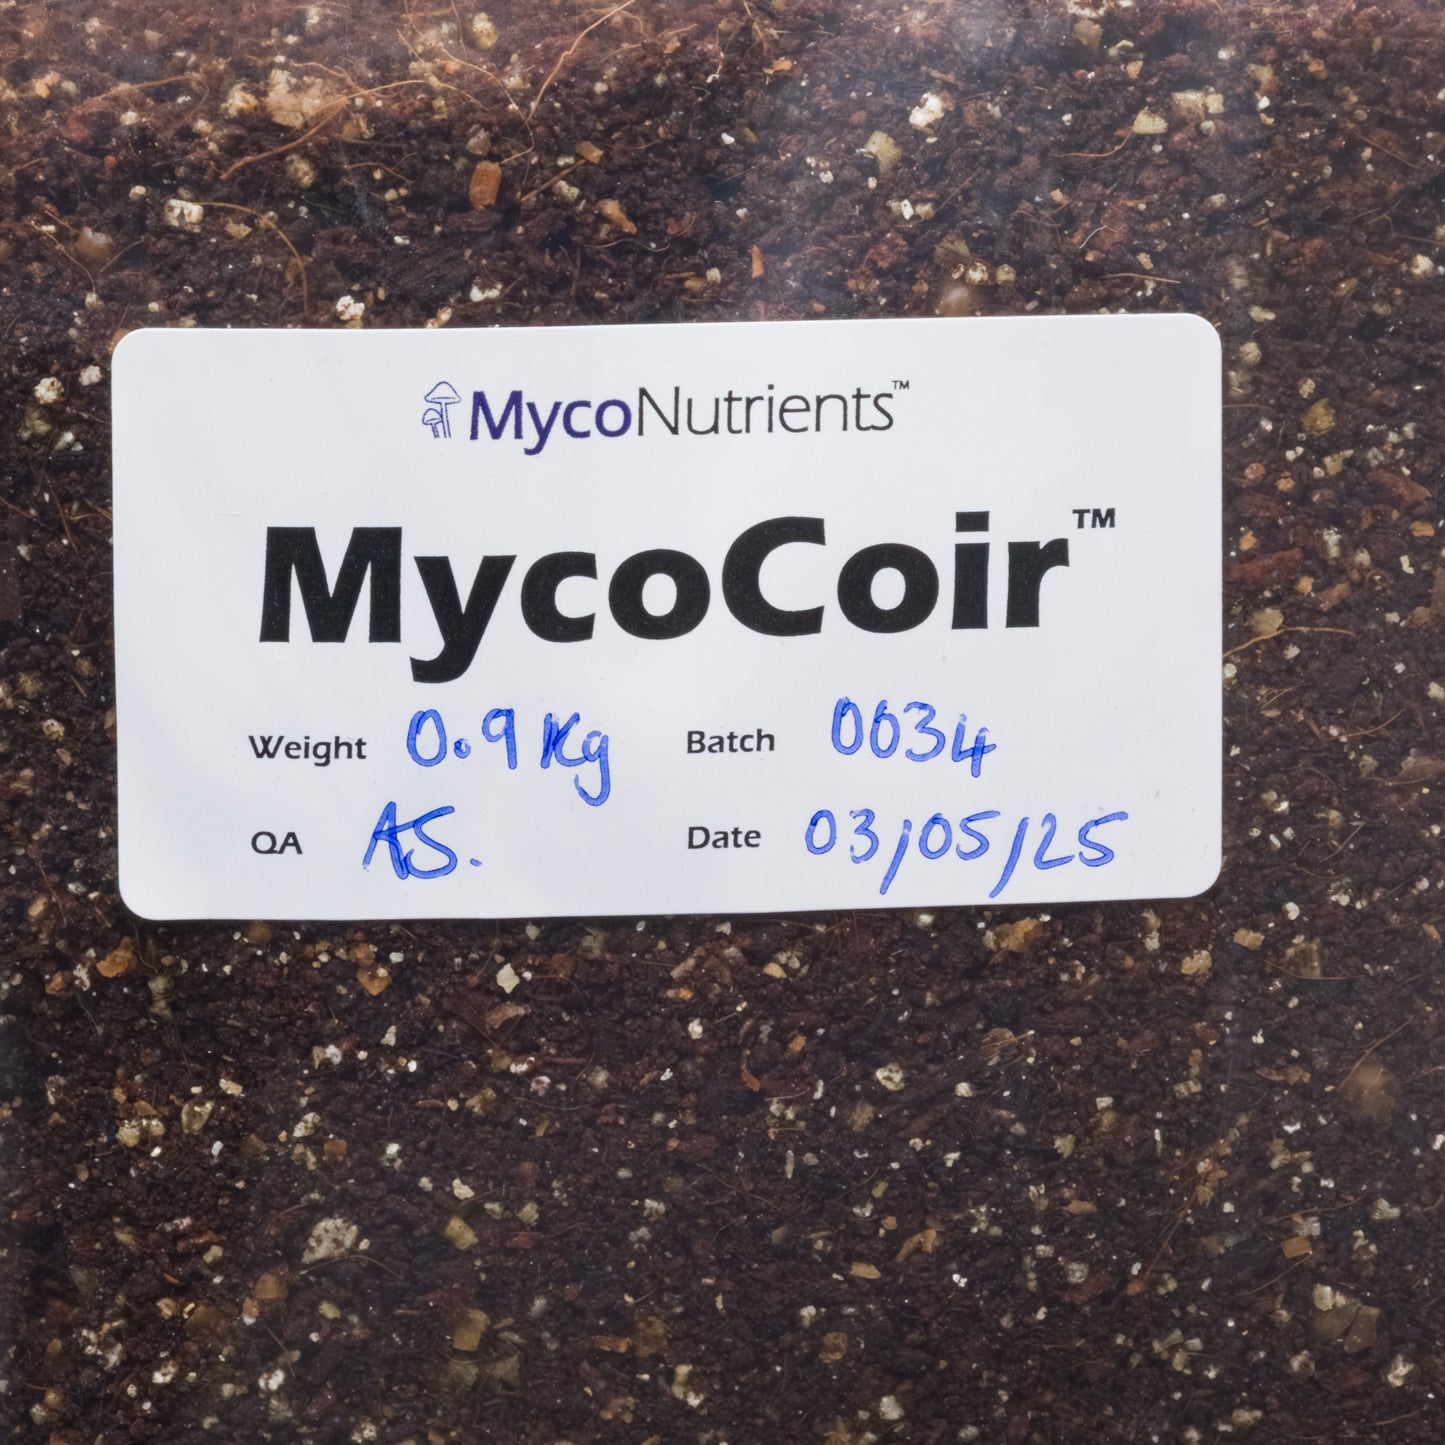 MycoNutrients™
MycoCoir™
Weight 0.9 Kg Batch 0034
QA AS. Date 03/05/25